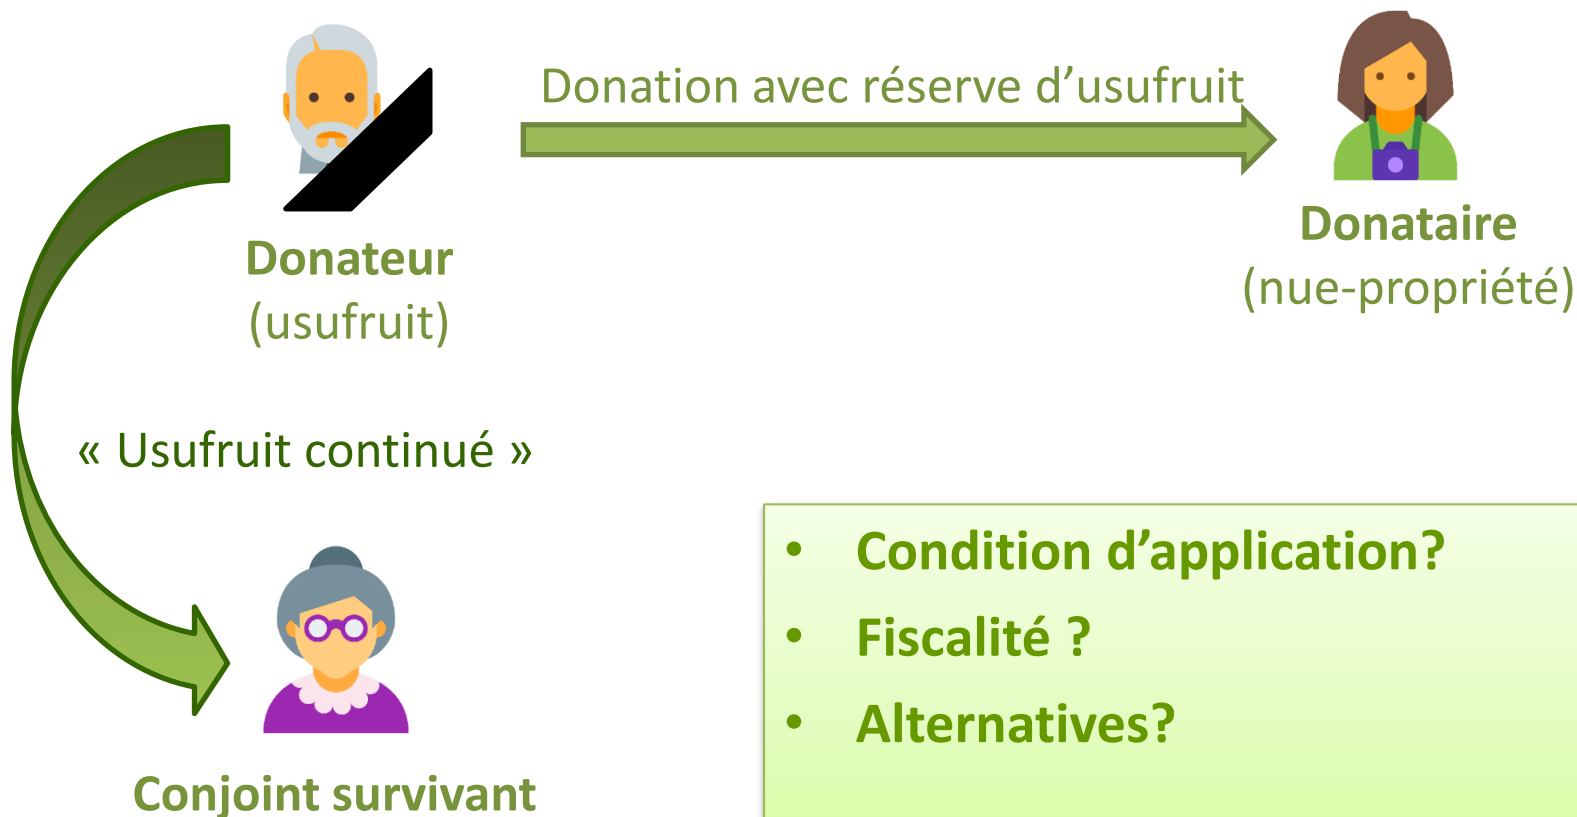 Donation avec réserve d’usufruit
Donateur
(usufruit)
Donataire
(nue-propriété)
« Usufruit continué »
Conjoint survivant
• Condition d’application?
• Fiscalité ?
• Alternatives?